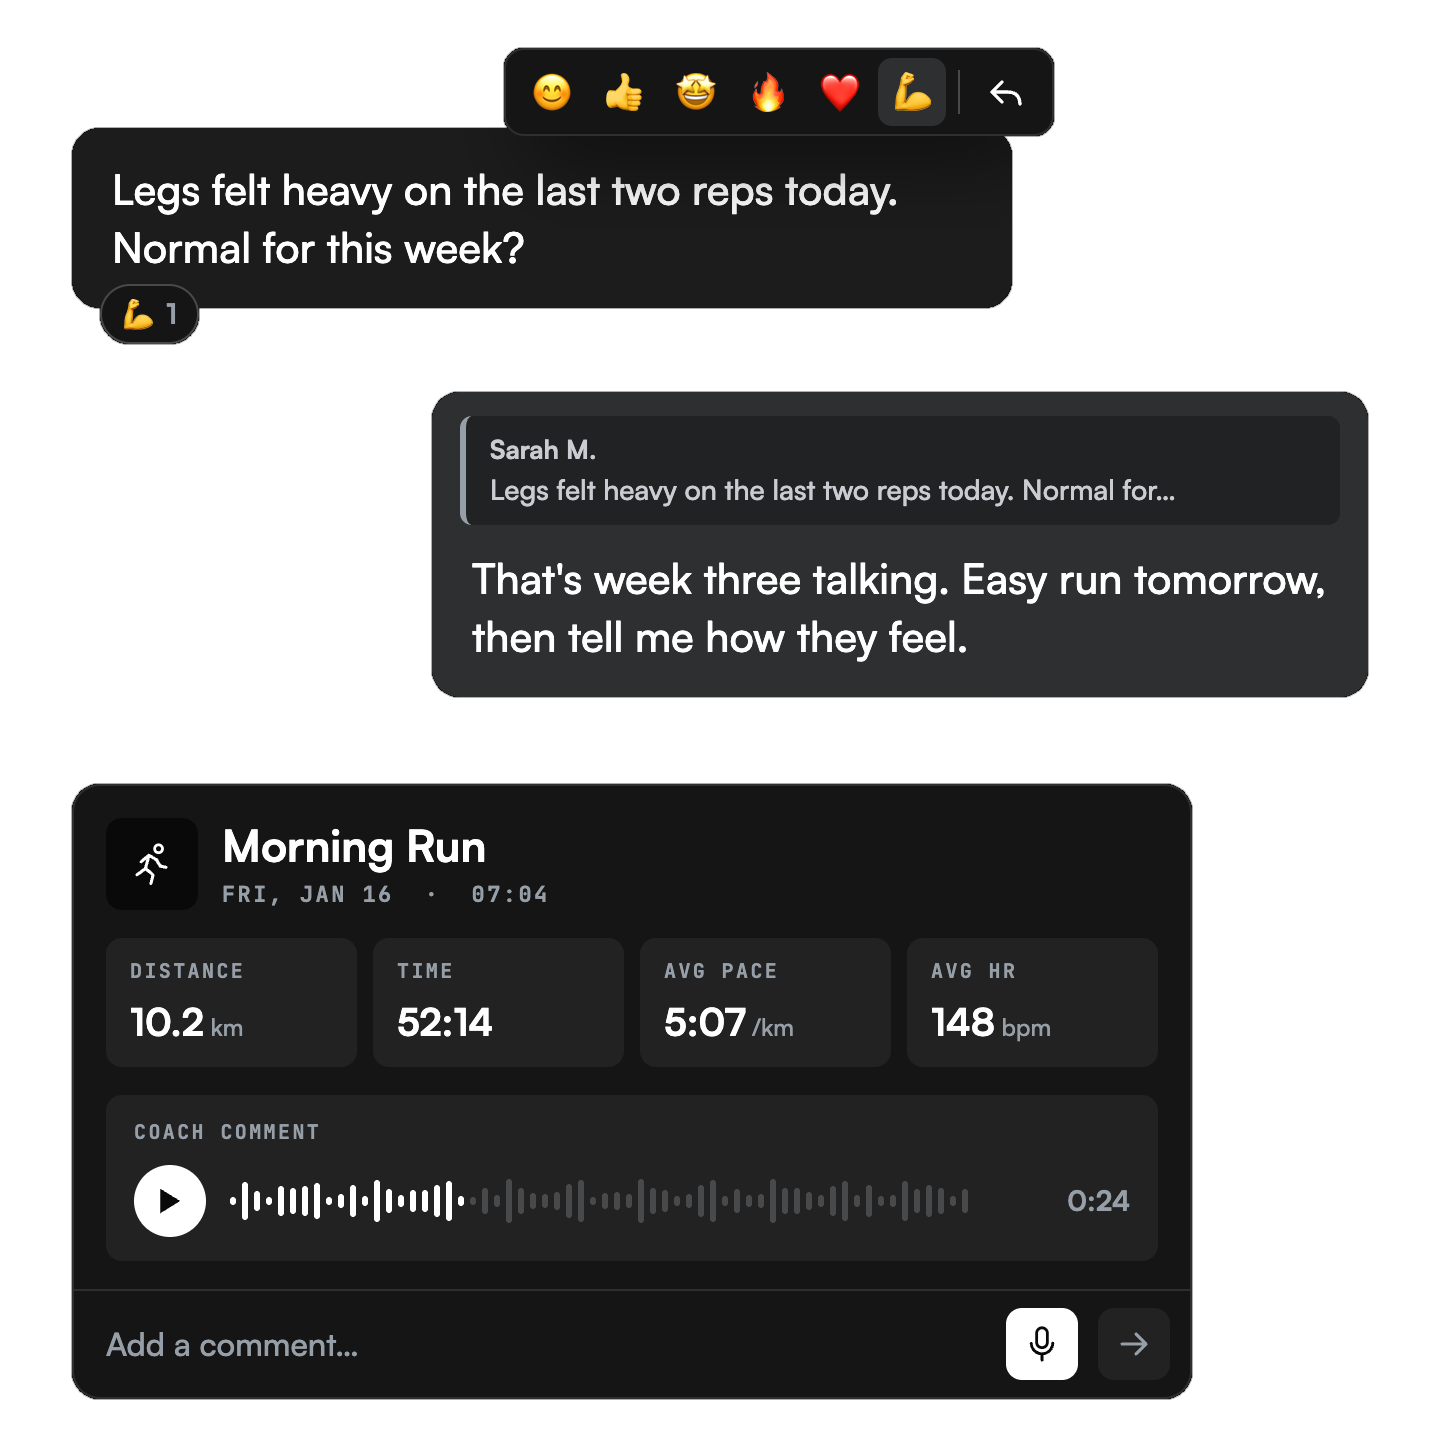 Legs felt heavy on the last two reps today.
Normal for this week?
💪 1
Sarah M.
Legs felt heavy on the last two reps today. Normal for...
That's week three talking. Easy run tomorrow,
then tell me how they feel.
Morning Run
FRI, JAN 16 · 07:04
DISTANCE
10.2 km
TIME
52:14
AVG PACE
5:07 /km
AVG HR
148 bpm
COACH COMMENT
0:24
Add a comment...